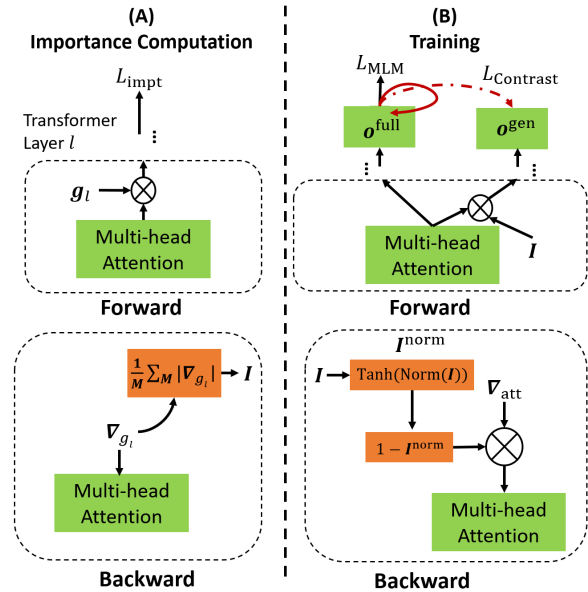 (A)
Importance Computation
L_impt
Transformer
Layer l
...
g_l
⊗
Multi-head
Attention
Forward
1/M ∑_M |∇_{g_l}|
I
∇_{g_l}
Multi-head
Attention
Backward
(B)
Training
L_MLM
L_Contrast
o^full
o^gen
...
...
⊗
Multi-head
Attention
I
Forward
I^norm
I
Tanh(Norm(I))
∇_att
1 − I^norm
⊗
Multi-head
Attention
Backward